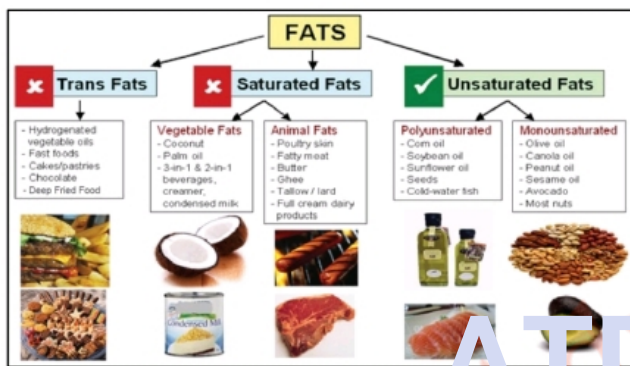 FATS
Trans Fats
Saturated Fats
Unsaturated Fats
- Hydrogenated
vegetable oils
- Fast foods
- Cakes/pastries
- Chocolate
- Deep Fried Food
Vegetable Fats
- Coconut
- Palm oil
- 3-in-1 & 2-in-1
beverages,
creamer,
condensed milk
Animal Fats
- Poultry skin
- Fatty meat
- Butter
- Ghee
- Tallow / lard
- Full cream dairy
products
Polyunsaturated
- Corn oil
- Soybean oil
- Sunflower oil
- Seeds
- Cold-water fish
Monounsaturated
- Olive oil
- Canola oil
- Peanut oil
- Sesame oil
- Avocado
- Most nuts